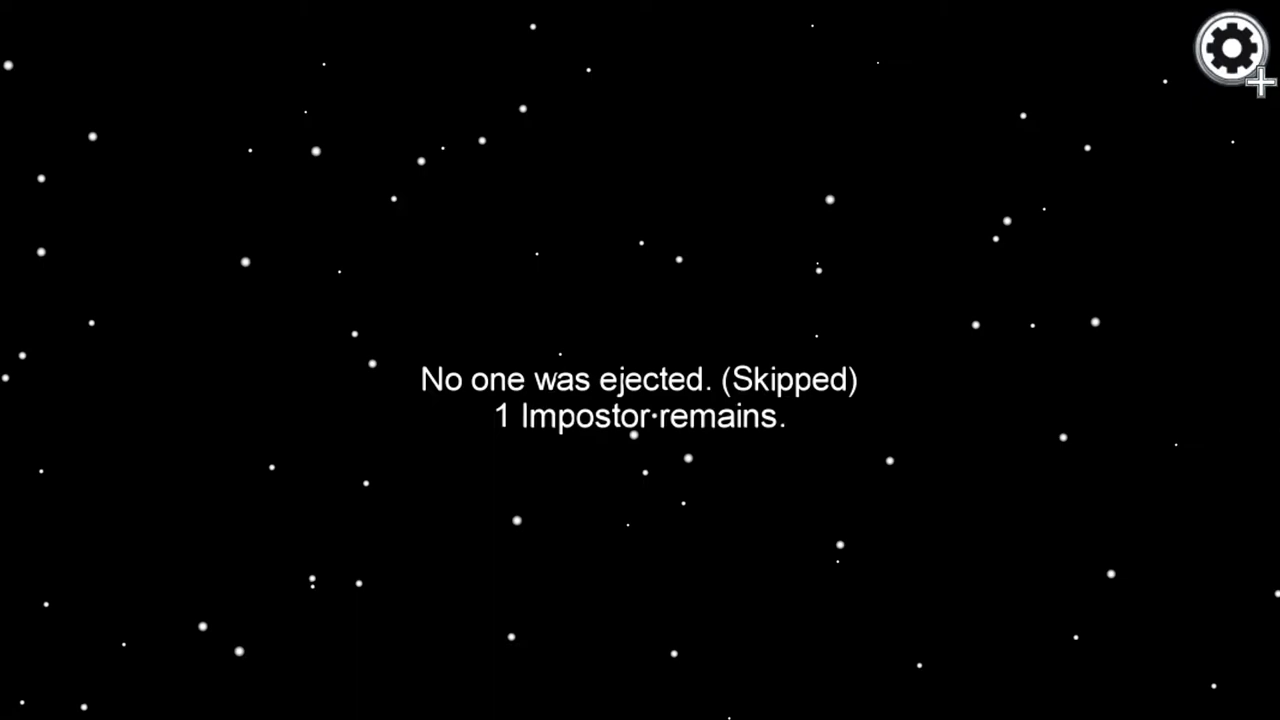 No one was ejected. (Skipped)
1 Impostor remains.